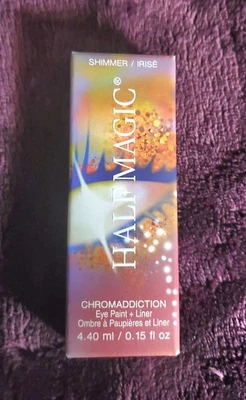 SHIMMER / IRISÉ
HALF MAGIC®
CHROMADDICTION
Eye Paint + Liner
Ombre à Paupières et Liner
4.40 ml / 0.15 fl oz